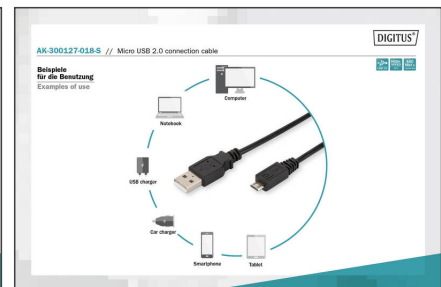 DIGITUS®
AK-300127-018-S // Micro USB 2.0 connection cable
Beispiele
für die Benutzung
Examples of use
Computer
Notebook
USB charger
Car charger
Smartphone
Tablet